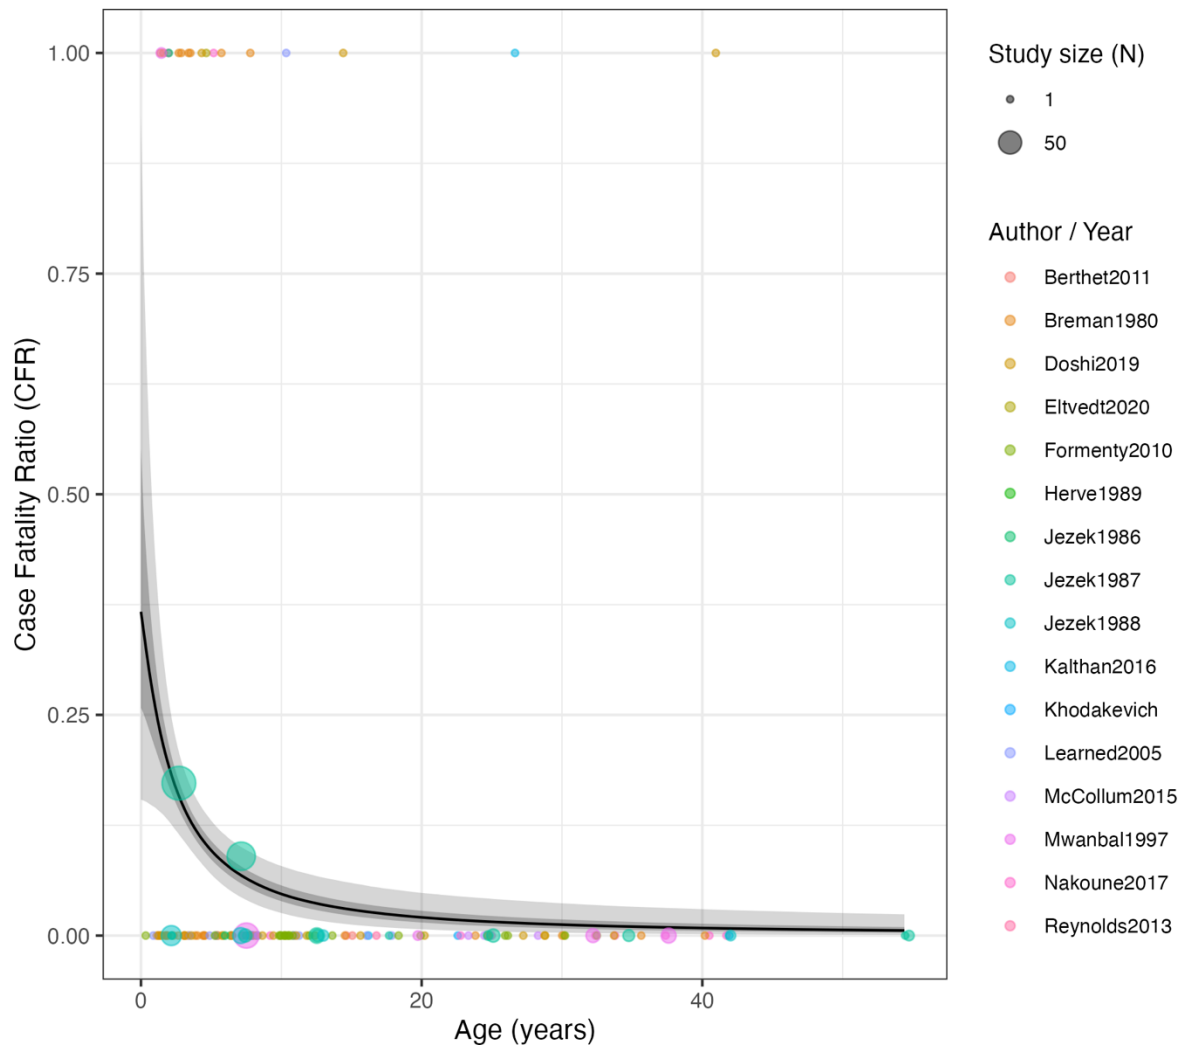 1.00
0.75
0.50
0.25
0.00
Case Fatality Ratio (CFR)
0
20
40
Age (years)
Study size (N)
1
50
Author / Year
Berthet2011
Breman1980
Doshi2019
Eltvedt2020
Formenty2010
Herve1989
Jezek1986
Jezek1987
Jezek1988
Kalthan2016
Khodakevich
Learned2005
McCollum2015
Mwanbal1997
Nakoune2017
Reynolds2013